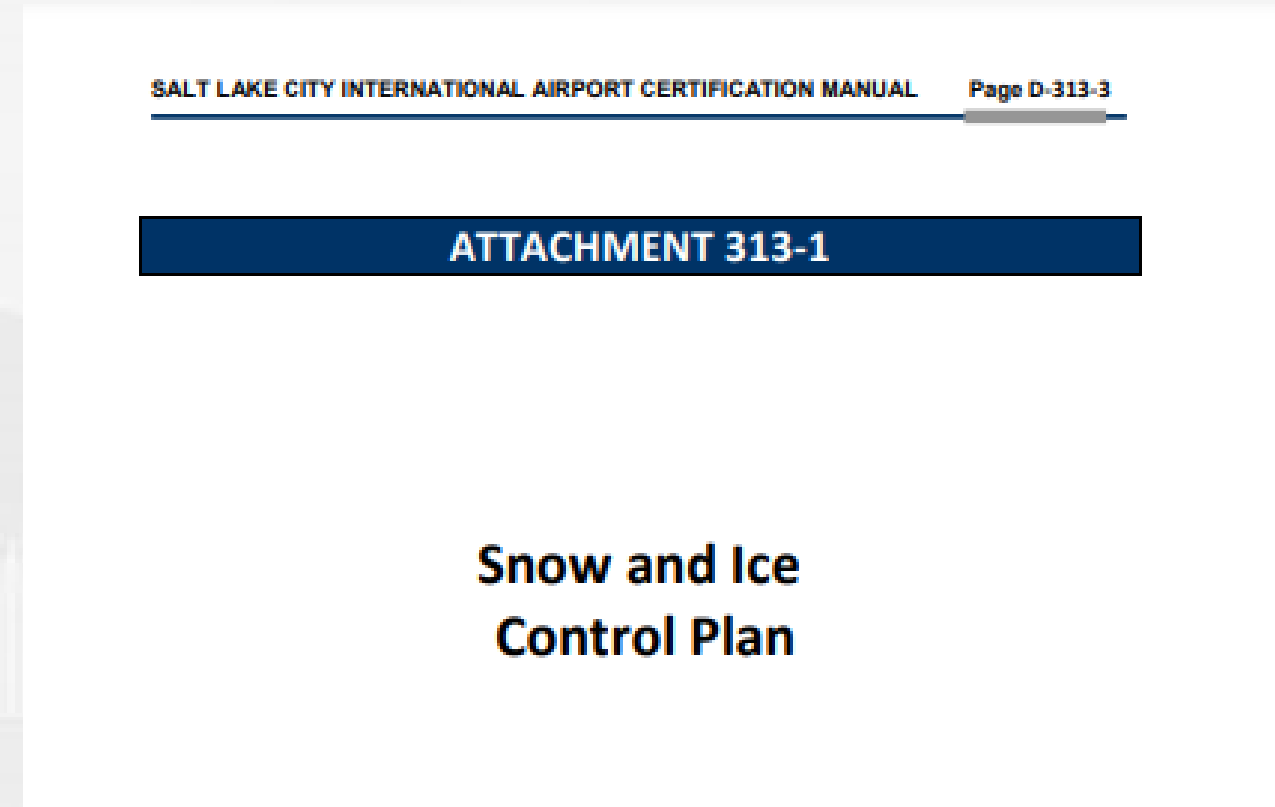 SALT LAKE CITY INTERNATIONAL AIRPORT CERTIFICATION MANUAL Page D-313-3
ATTACHMENT 313-1
Snow and Ice
Control Plan